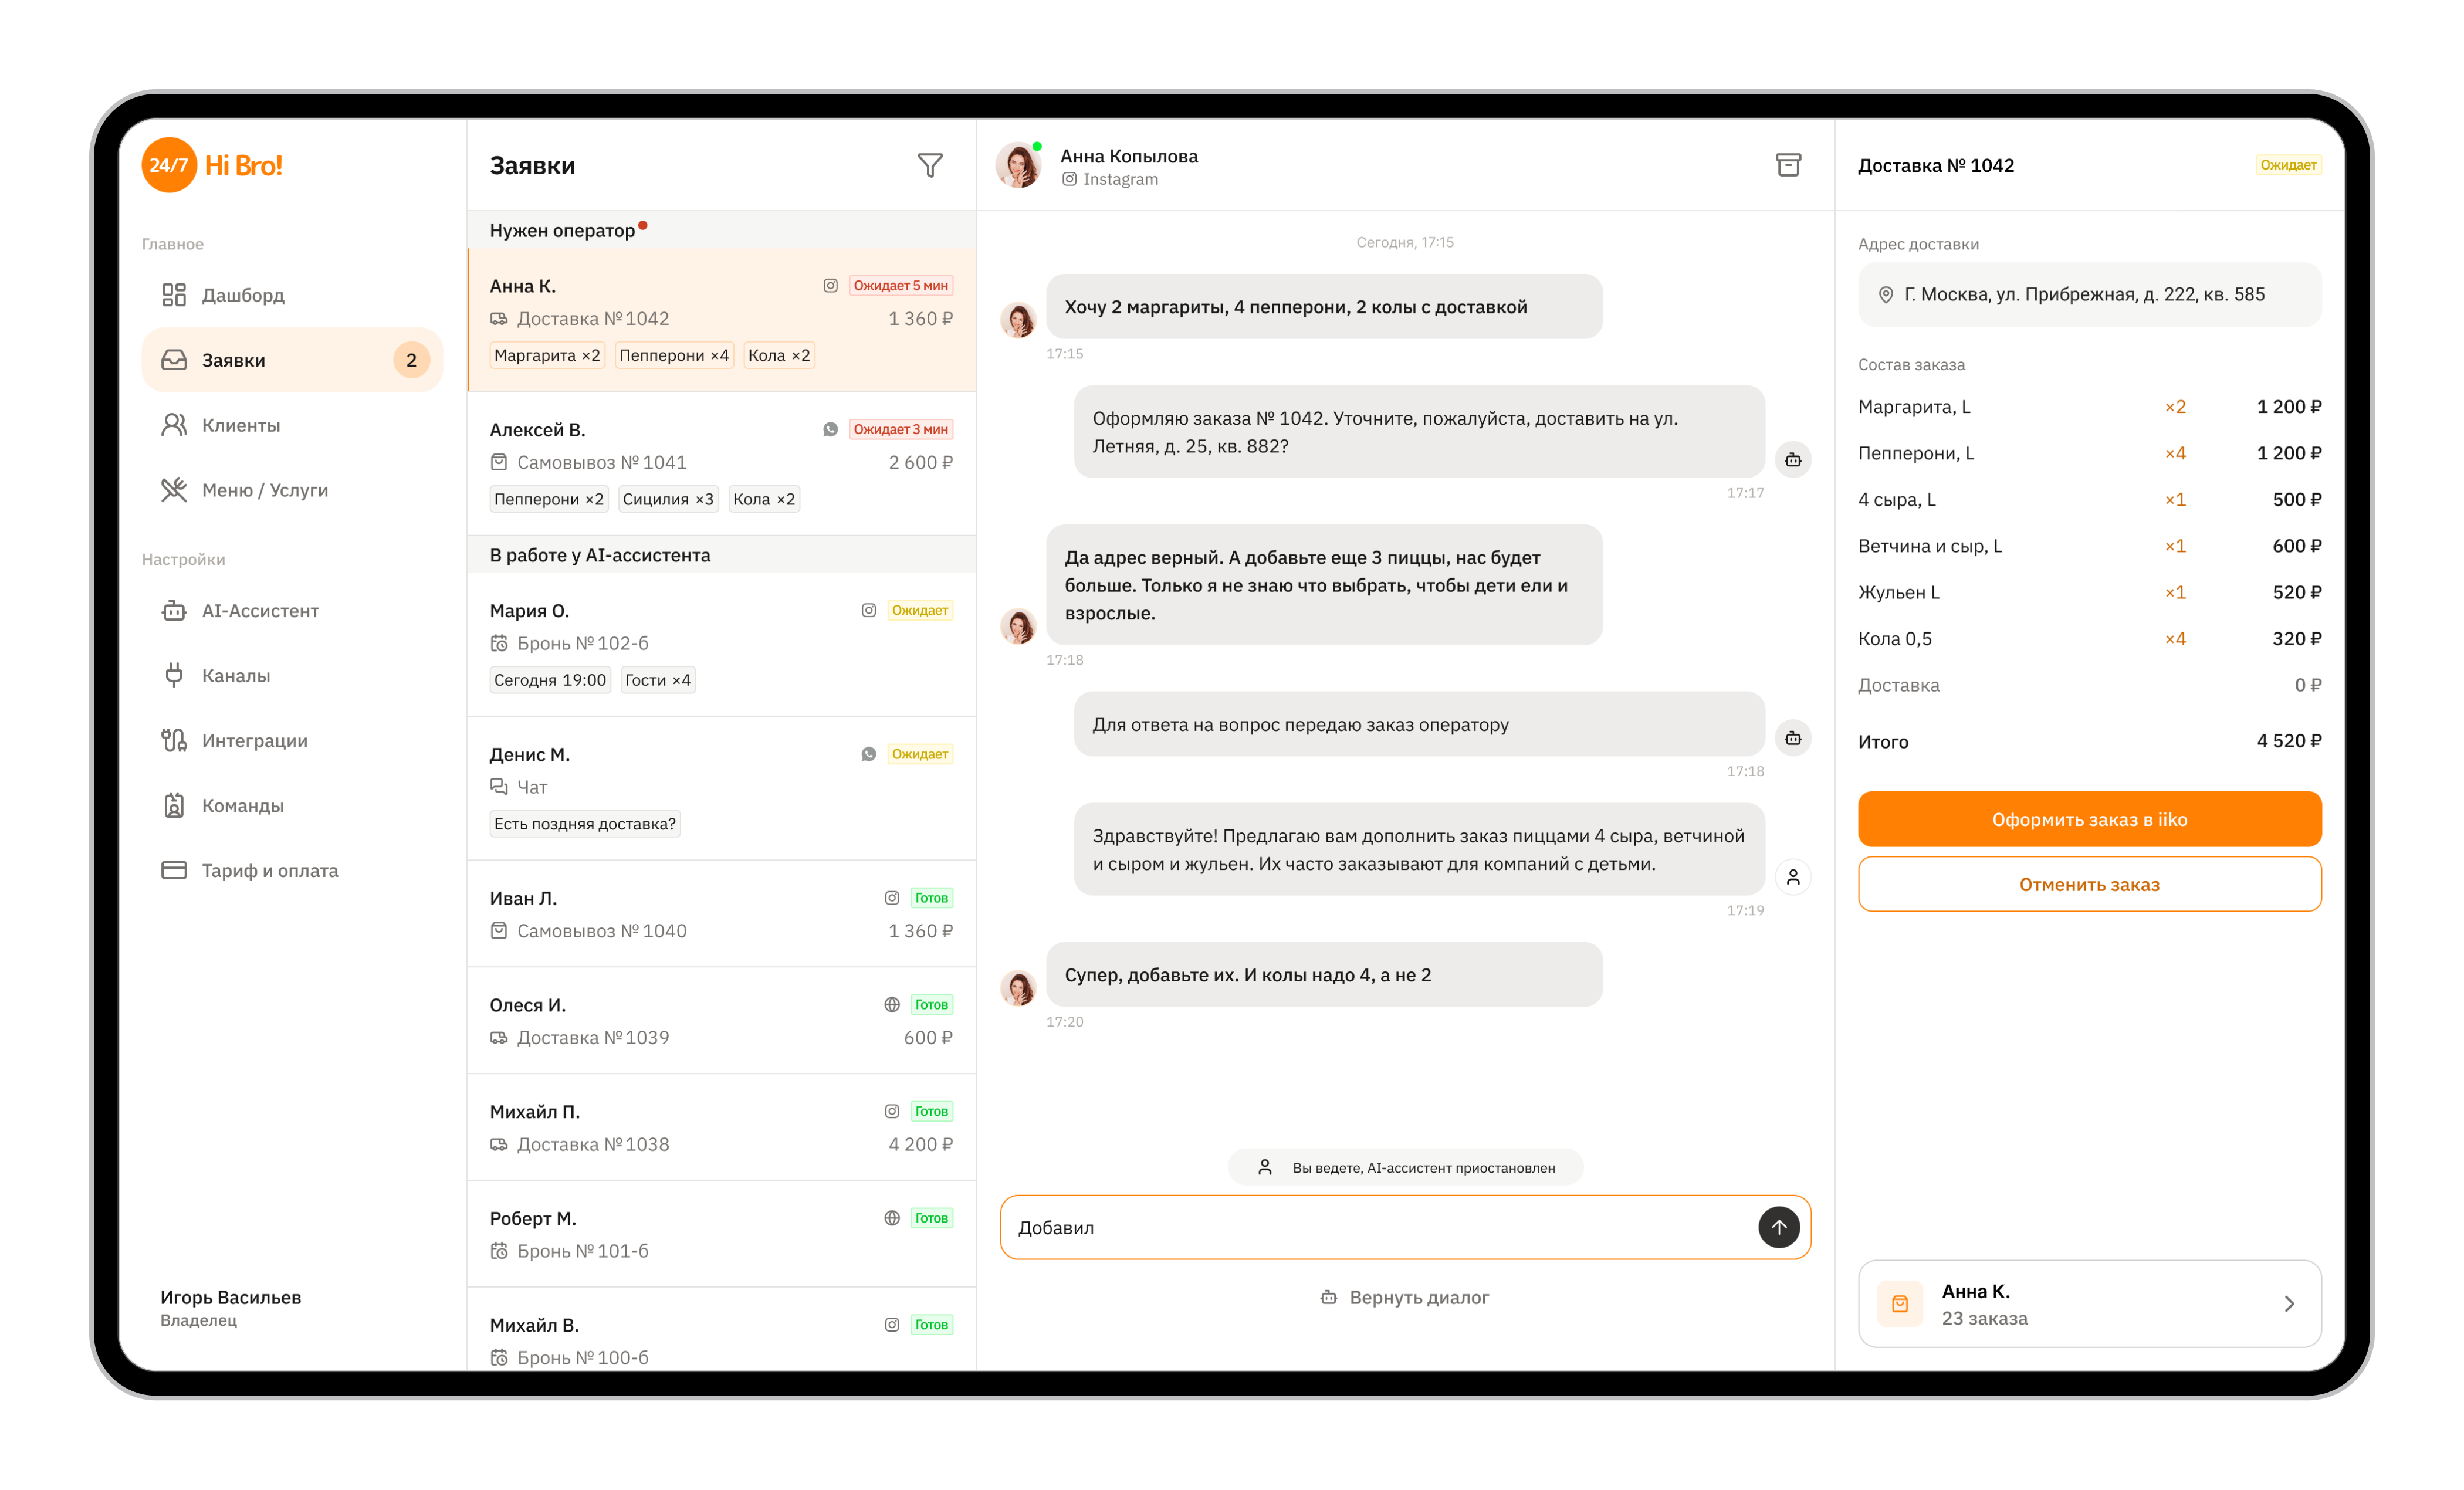 24/7 Hi Bro!
Главное
Дашборд
Заявки 2
Клиенты
Меню / Услуги
Настройки
AI-Ассистент
Каналы
Интеграции
Команды
Тариф и оплата
Игорь Васильев
Владелец
Заявки
Нужен оператор
Анна К. Ожидает 5 мин
Доставка № 1042 1 360 ₽
Маргарита ×2 Пепперони ×4 Кола ×2
Алексей В. Ожидает 3 мин
Самовывоз № 1041 2 600 ₽
Пепперони ×2 Сицилия ×3 Кола ×2
В работе у AI-ассистента
Мария О. Ожидает
Бронь № 102-б
Сегодня 19:00 Гости ×4
Денис М. Ожидает
Чат
Есть поздняя доставка?
Иван Л. Готов
Самовывоз № 1040 1 360 ₽
Олеся И. Готов
Доставка № 1039 600 ₽
Михайл П. Готов
Доставка № 1038 4 200 ₽
Роберт М. Готов
Бронь № 101-б
Михайл В. Готов
Бронь № 100-б
Анна Копылова
Instagram
Сегодня, 17:15
Хочу 2 маргариты, 4 пепперони, 2 колы с доставкой
17:15
Оформляю заказа № 1042. Уточните, пожалуйста, доставить на ул.
Летняя, д. 25, кв. 882?
17:17
Да адрес верный. А добавьте еще 3 пиццы, нас будет
больше. Только я не знаю что выбрать, чтобы дети ели и
взрослые.
17:18
Для ответа на вопрос передаю заказ оператору
17:18
Здравствуйте! Предлагаю вам дополнить заказ пиццами 4 сыра, ветчиной
и сыром и жульен. Их часто заказывают для компаний с детьми.
17:19
Супер, добавьте их. И колы надо 4, а не 2
17:20
Вы ведете, AI-ассистент приостановлен
Добавил
Вернуть диалог
Доставка № 1042 Ожидает
Адрес доставки
Г. Москва, ул. Прибрежная, д. 222, кв. 585
Состав заказа
Маргарита, L ×2 1 200 ₽
Пепперони, L ×4 1 200 ₽
4 сыра, L ×1 500 ₽
Ветчина и сыр, L ×1 600 ₽
Жульен L ×1 520 ₽
Кола 0,5 ×4 320 ₽
Доставка 0 ₽
Итого 4 520 ₽
Оформить заказ в iiko
Отменить заказ
Анна К.
23 заказа